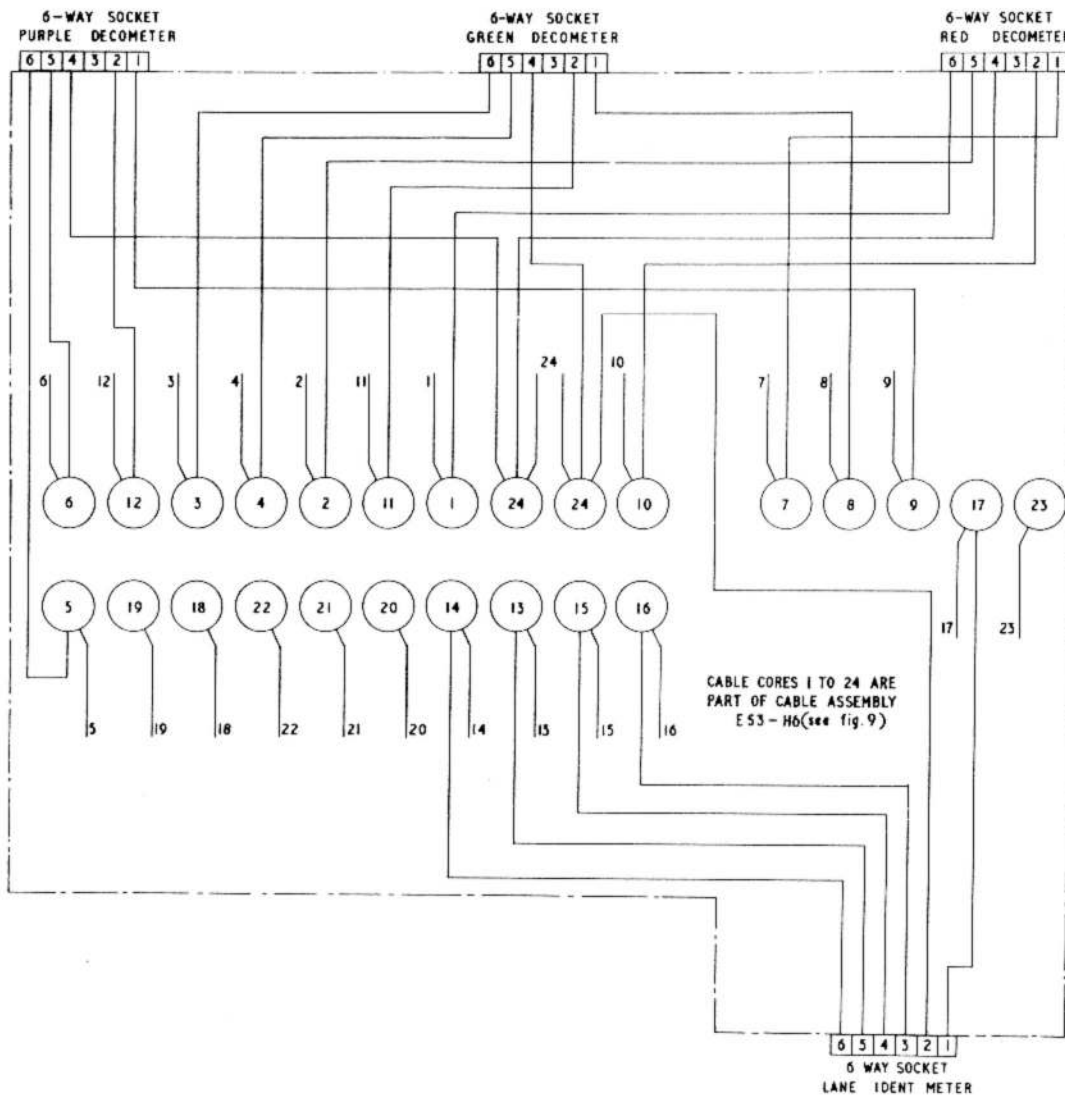 6-WAY SOCKET
PURPLE DECOMETER
6 5 4 3 2 1
6-WAY SOCKET
GREEN DECOMETER
6 5 4 3 2 1
6-WAY SOCKET
RED DECOMETER
6 5 4 3 2 1
24 10
6 12 3 4 2 11 1 7 8 9
6 12 3 4 2 11 1 24 24 10 7 8 9 17 23
5 19 18 22 21 20 14 13 15 16
17 23
CABLE CORES 1 TO 24 ARE
PART OF CABLE ASSEMBLY
E53-H6(see fig.9)
5 19 18 22 21 20 14 13 15 16
6 5 4 3 2 1
6 WAY SOCKET
LANE IDENT METER